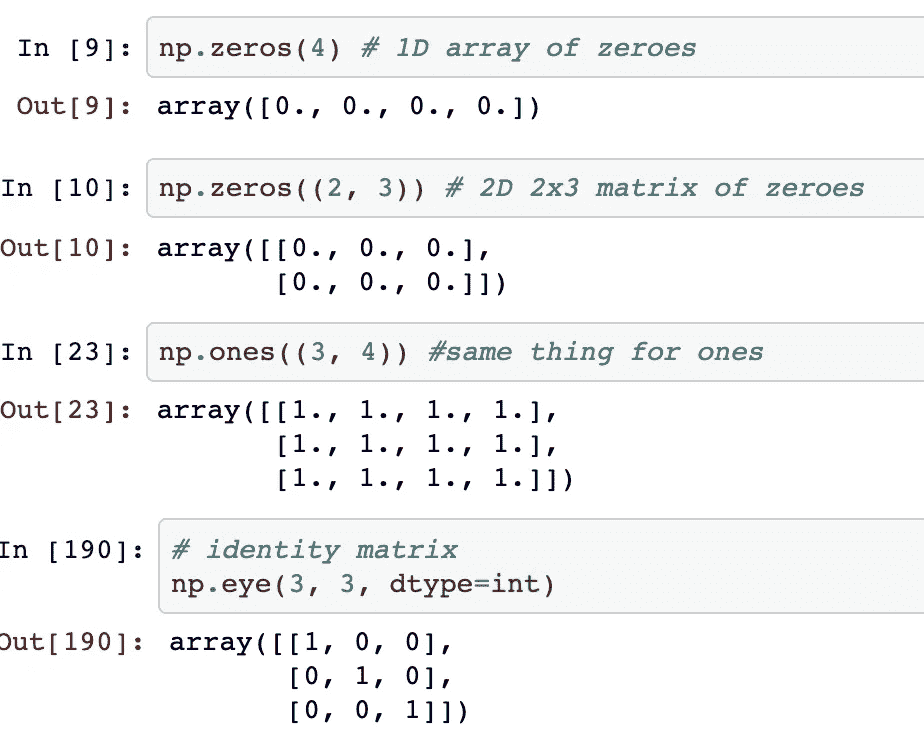 In [9]: np.zeros(4) # 1D array of zeroes
Out[9]: array([0., 0., 0., 0.])
In [10]: np.zeros((2, 3)) # 2D 2x3 matrix of zeroes
Out[10]: array([[0., 0., 0.],
[0., 0., 0.]])
In [23]: np.ones((3, 4)) #same thing for ones
Out[23]: array([[1., 1., 1., 1.],
[1., 1., 1., 1.],
[1., 1., 1., 1.]])
In [190]: # identity matrix
np.eye(3, 3, dtype=int)
Out[190]: array([[1, 0, 0],
[0, 1, 0],
[0, 0, 1]])